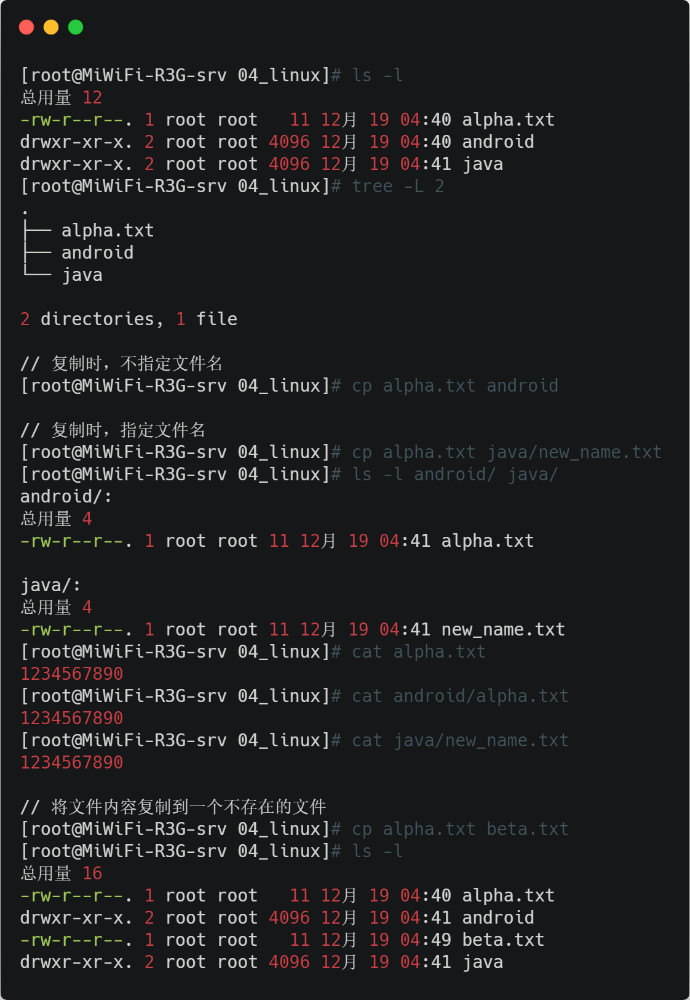 [root@MiWiFi-R3G-srv 04_linux]# ls -l
总用量 12
-rw-r--r--. 1 root root   11 12月 19 04:40 alpha.txt
drwxr-xr-x. 2 root root 4096 12月 19 04:40 android
drwxr-xr-x. 2 root root 4096 12月 19 04:41 java
[root@MiWiFi-R3G-srv 04_linux]# tree -L 2
.
├── alpha.txt
├── android
└── java
2 directories, 1 file
// 复制时，不指定文件名
[root@MiWiFi-R3G-srv 04_linux]# cp alpha.txt android
// 复制时，指定文件名
[root@MiWiFi-R3G-srv 04_linux]# cp alpha.txt java/new_name.txt
[root@MiWiFi-R3G-srv 04_linux]# ls -l android/ java/
android/:
总用量 4
-rw-r--r--. 1 root root 11 12月 19 04:41 alpha.txt
java/:
总用量 4
-rw-r--r--. 1 root root 11 12月 19 04:41 new_name.txt
[root@MiWiFi-R3G-srv 04_linux]# cat alpha.txt
1234567890
[root@MiWiFi-R3G-srv 04_linux]# cat android/alpha.txt
1234567890
[root@MiWiFi-R3G-srv 04_linux]# cat java/new_name.txt
1234567890
// 将文件内容复制到一个不存在的文件
[root@MiWiFi-R3G-srv 04_linux]# cp alpha.txt beta.txt
[root@MiWiFi-R3G-srv 04_linux]# ls -l
总用量 16
-rw-r--r--. 1 root root   11 12月 19 04:40 alpha.txt
drwxr-xr-x. 2 root root 4096 12月 19 04:41 android
-rw-r--r--. 1 root root   11 12月 19 04:49 beta.txt
drwxr-xr-x. 2 root root 4096 12月 19 04:41 java